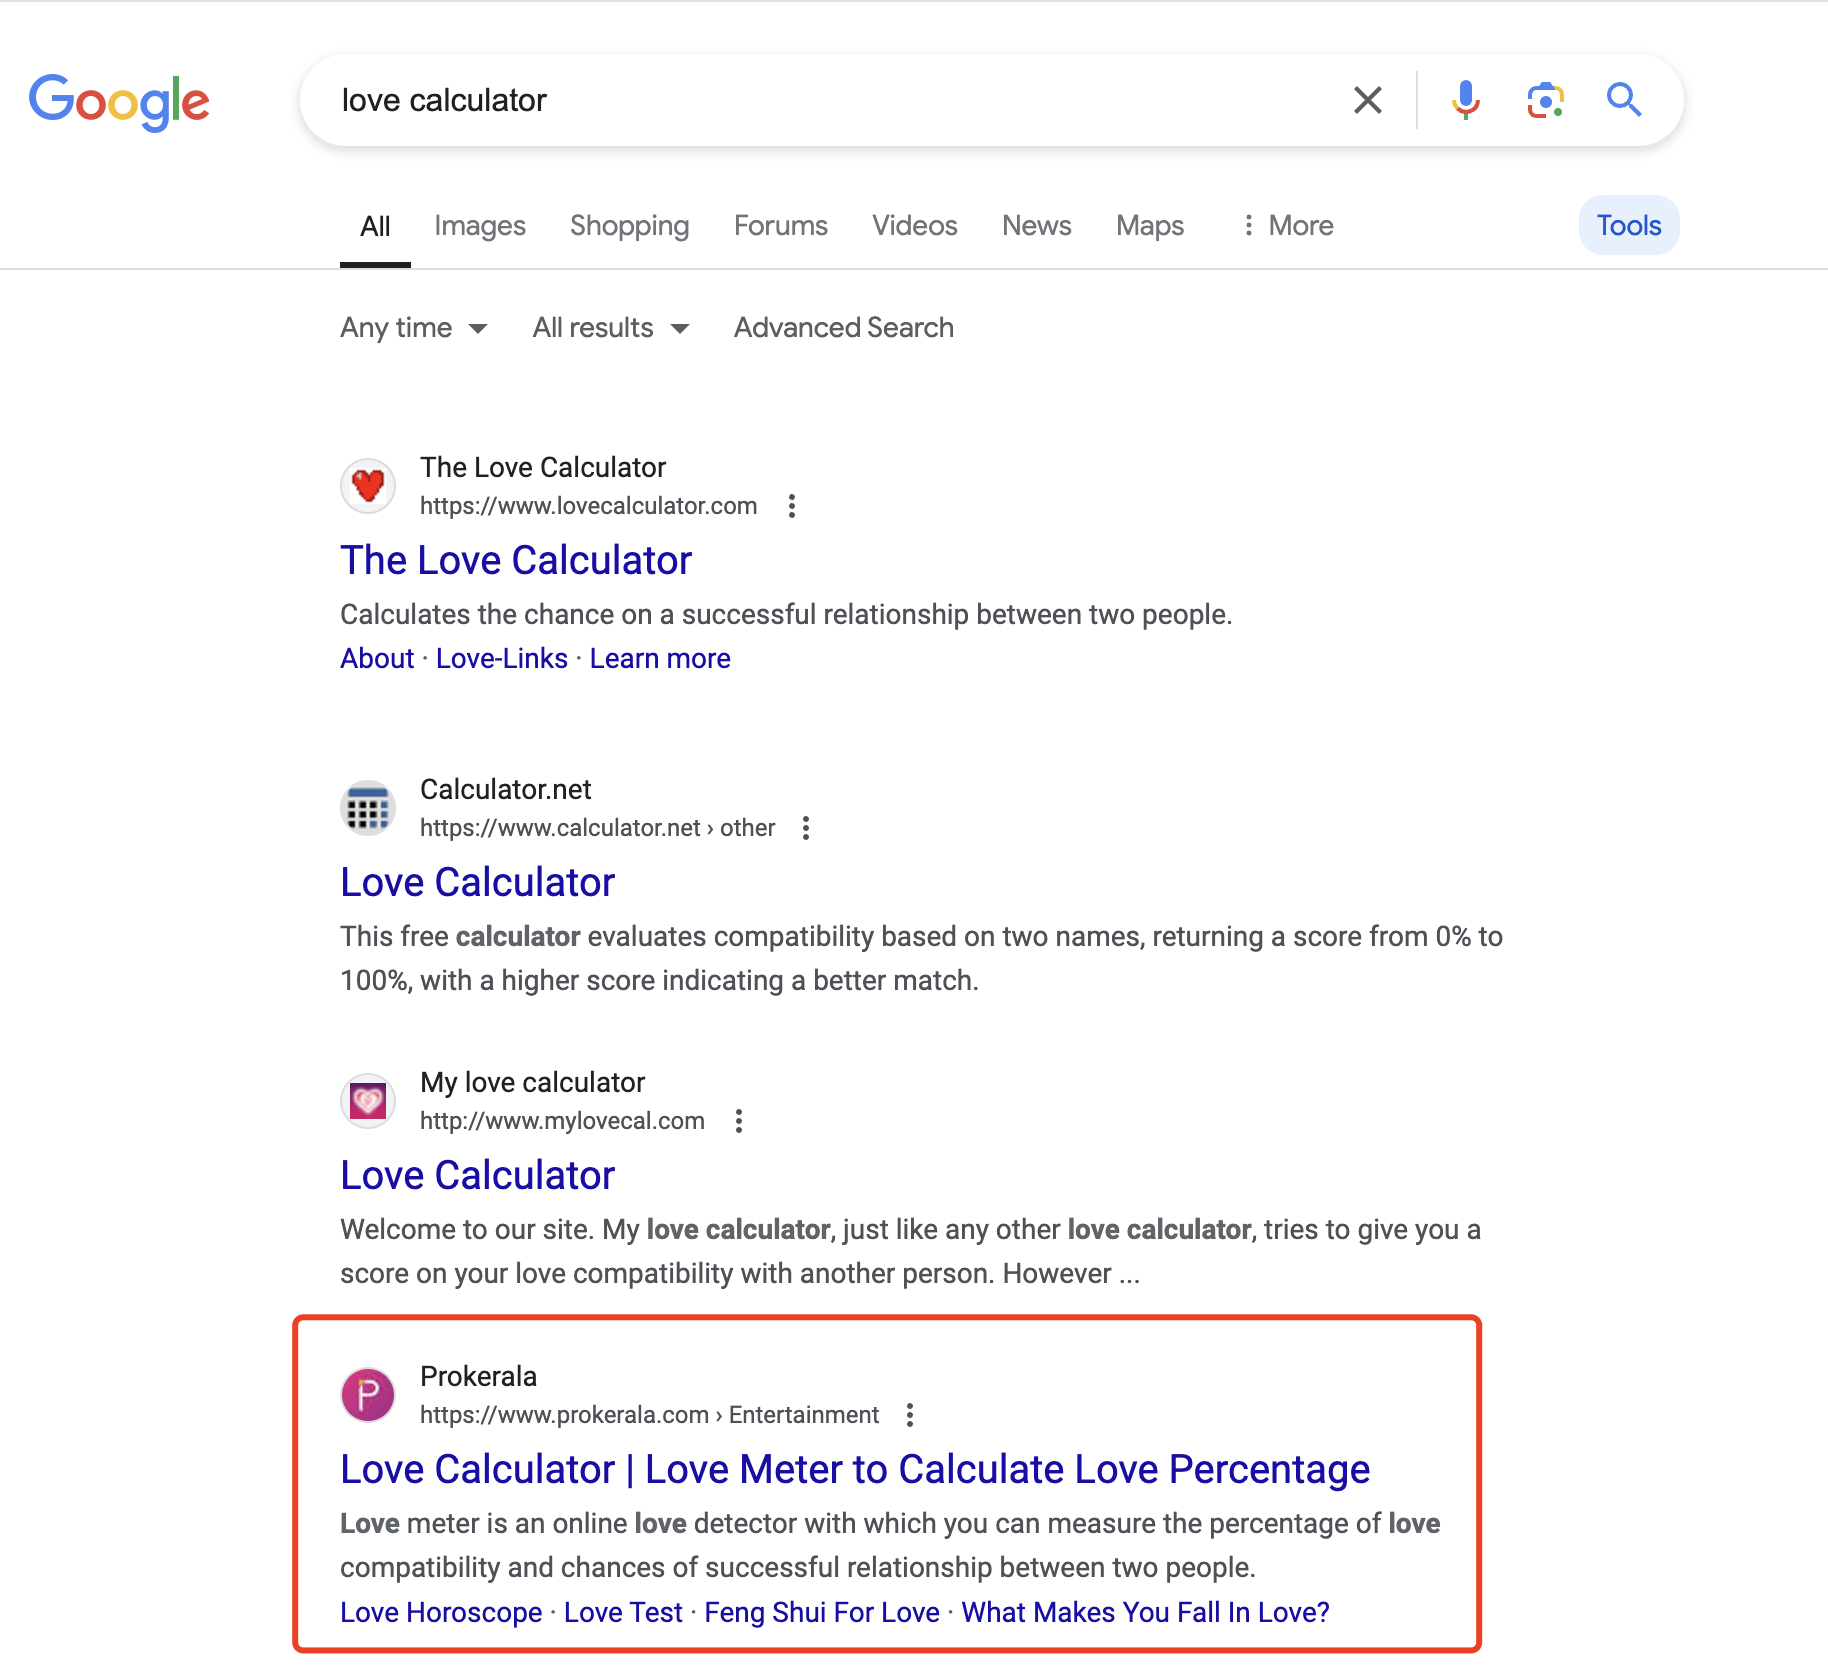 Google
love calculator
All Images Shopping Forums Videos News Maps More Tools
Any time All results Advanced Search
The Love Calculator
https://www.lovecalculator.com
The Love Calculator
Calculates the chance on a successful relationship between two people.
About · Love-Links · Learn more
Calculator.net
https://www.calculator.net › other
Love Calculator
This free calculator evaluates compatibility based on two names, returning a score from 0% to
100%, with a higher score indicating a better match.
My love calculator
http://www.mylovecal.com
Love Calculator
Welcome to our site. My love calculator, just like any other love calculator, tries to give you a
score on your love compatibility with another person. However ...
P
Prokerala
https://www.prokerala.com › Entertainment
Love Calculator | Love Meter to Calculate Love Percentage
Love meter is an online love detector with which you can measure the percentage of love
compatibility and chances of successful relationship between two people.
Love Horoscope · Love Test · Feng Shui For Love · What Makes You Fall In Love?